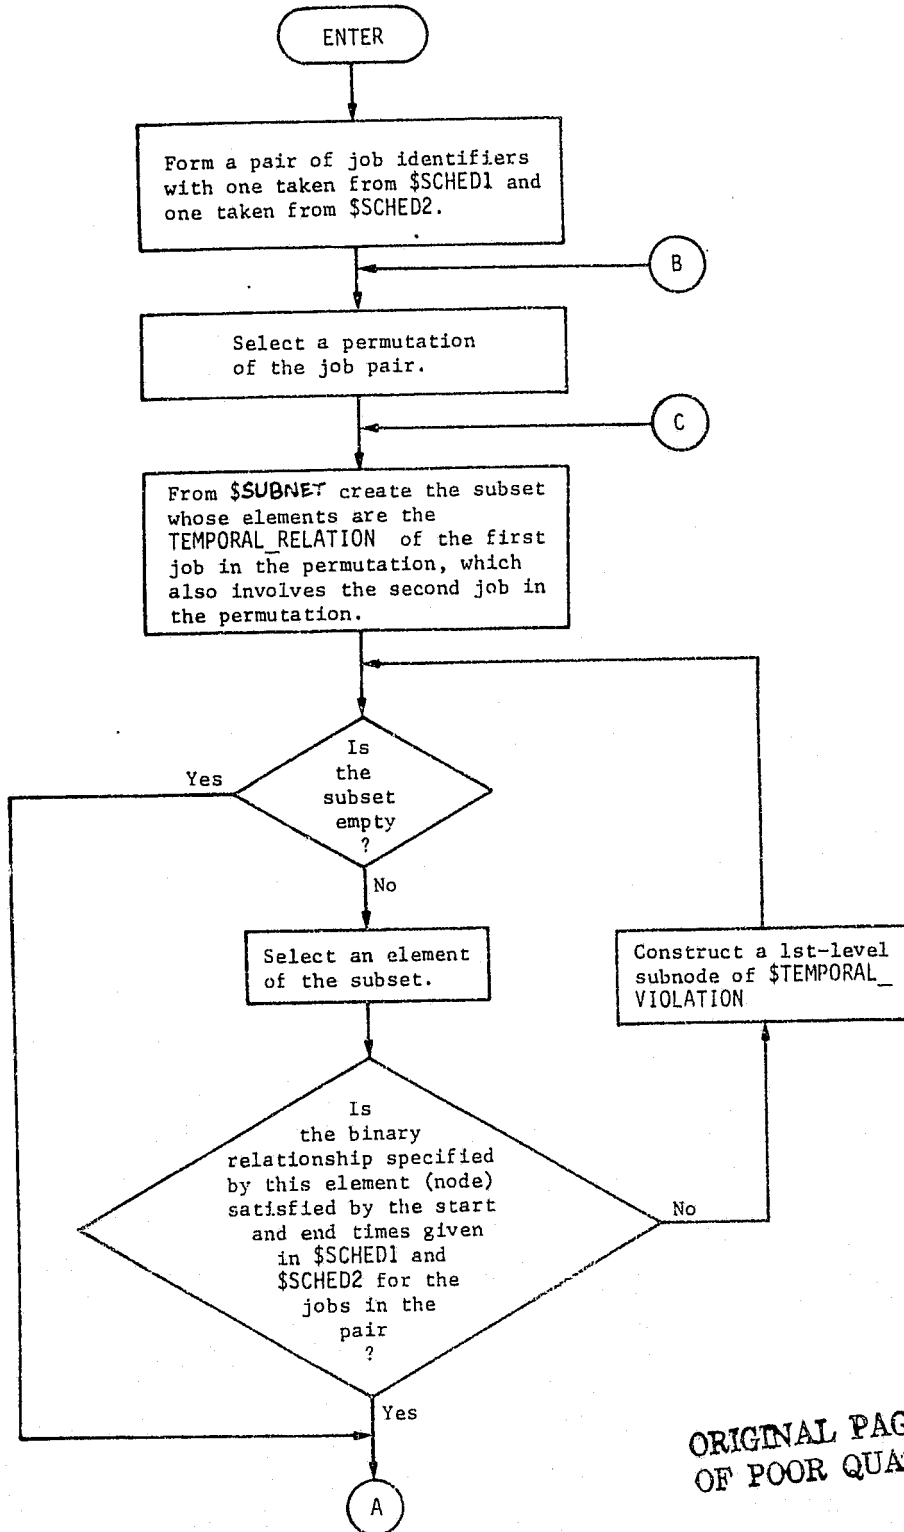 ENTER
Form a pair of job identifiers
with one taken from $SCHED1 and
one taken from $SCHED2.
B
Select a permutation
of the job pair.
C
From $SUBNET create the subset
whose elements are the
TEMPORAL_RELATION of the first
job in the permutation, which
also involves the second job in
the permutation.
Is
the
subset
empty
?
Yes
No
Select an element
of the subset.
Construct a 1st-level
subnode of $TEMPORAL_
VIOLATION
Is
the binary
relationship specified
by this element (node)
satisfied by the start
and end times given
in $SCHED1 and
$SCHED2 for the
jobs in the
pair
?
No
Yes
A
ORIGINAL PAG
OF POOR QUA